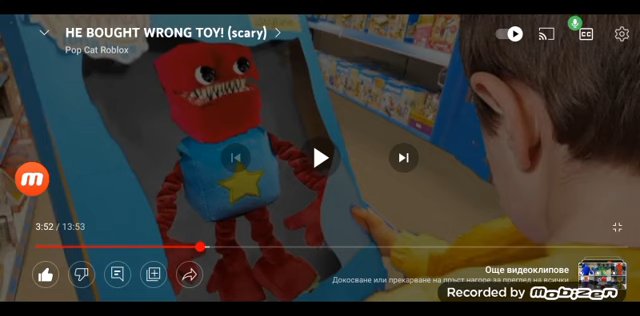 HE BOUGHT WRONG TOY! (scary)
Pop Cat Roblox
CC
m
3:52 / 13:53
Още видеоклипове
Докосване или прекарване на пръст нагоре за преглед на всички
Recorded by mobizen